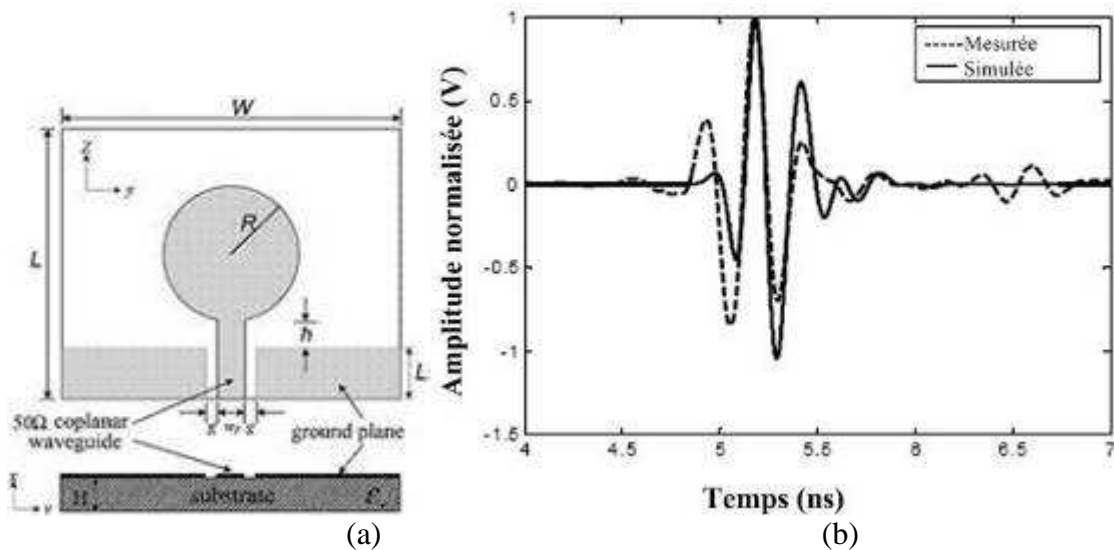 W
z
y
R
L
h
L
s
s
50Ω coplanar
waveguide
ground plane
H
substrate
(a)
Amplitude normalisée (V)
1
0.5
0
-0.5
-1
-1.5
4
4.5
5
5.5
6
6.5
7
Mesurée
Simulée
Temps (ns)
(b)